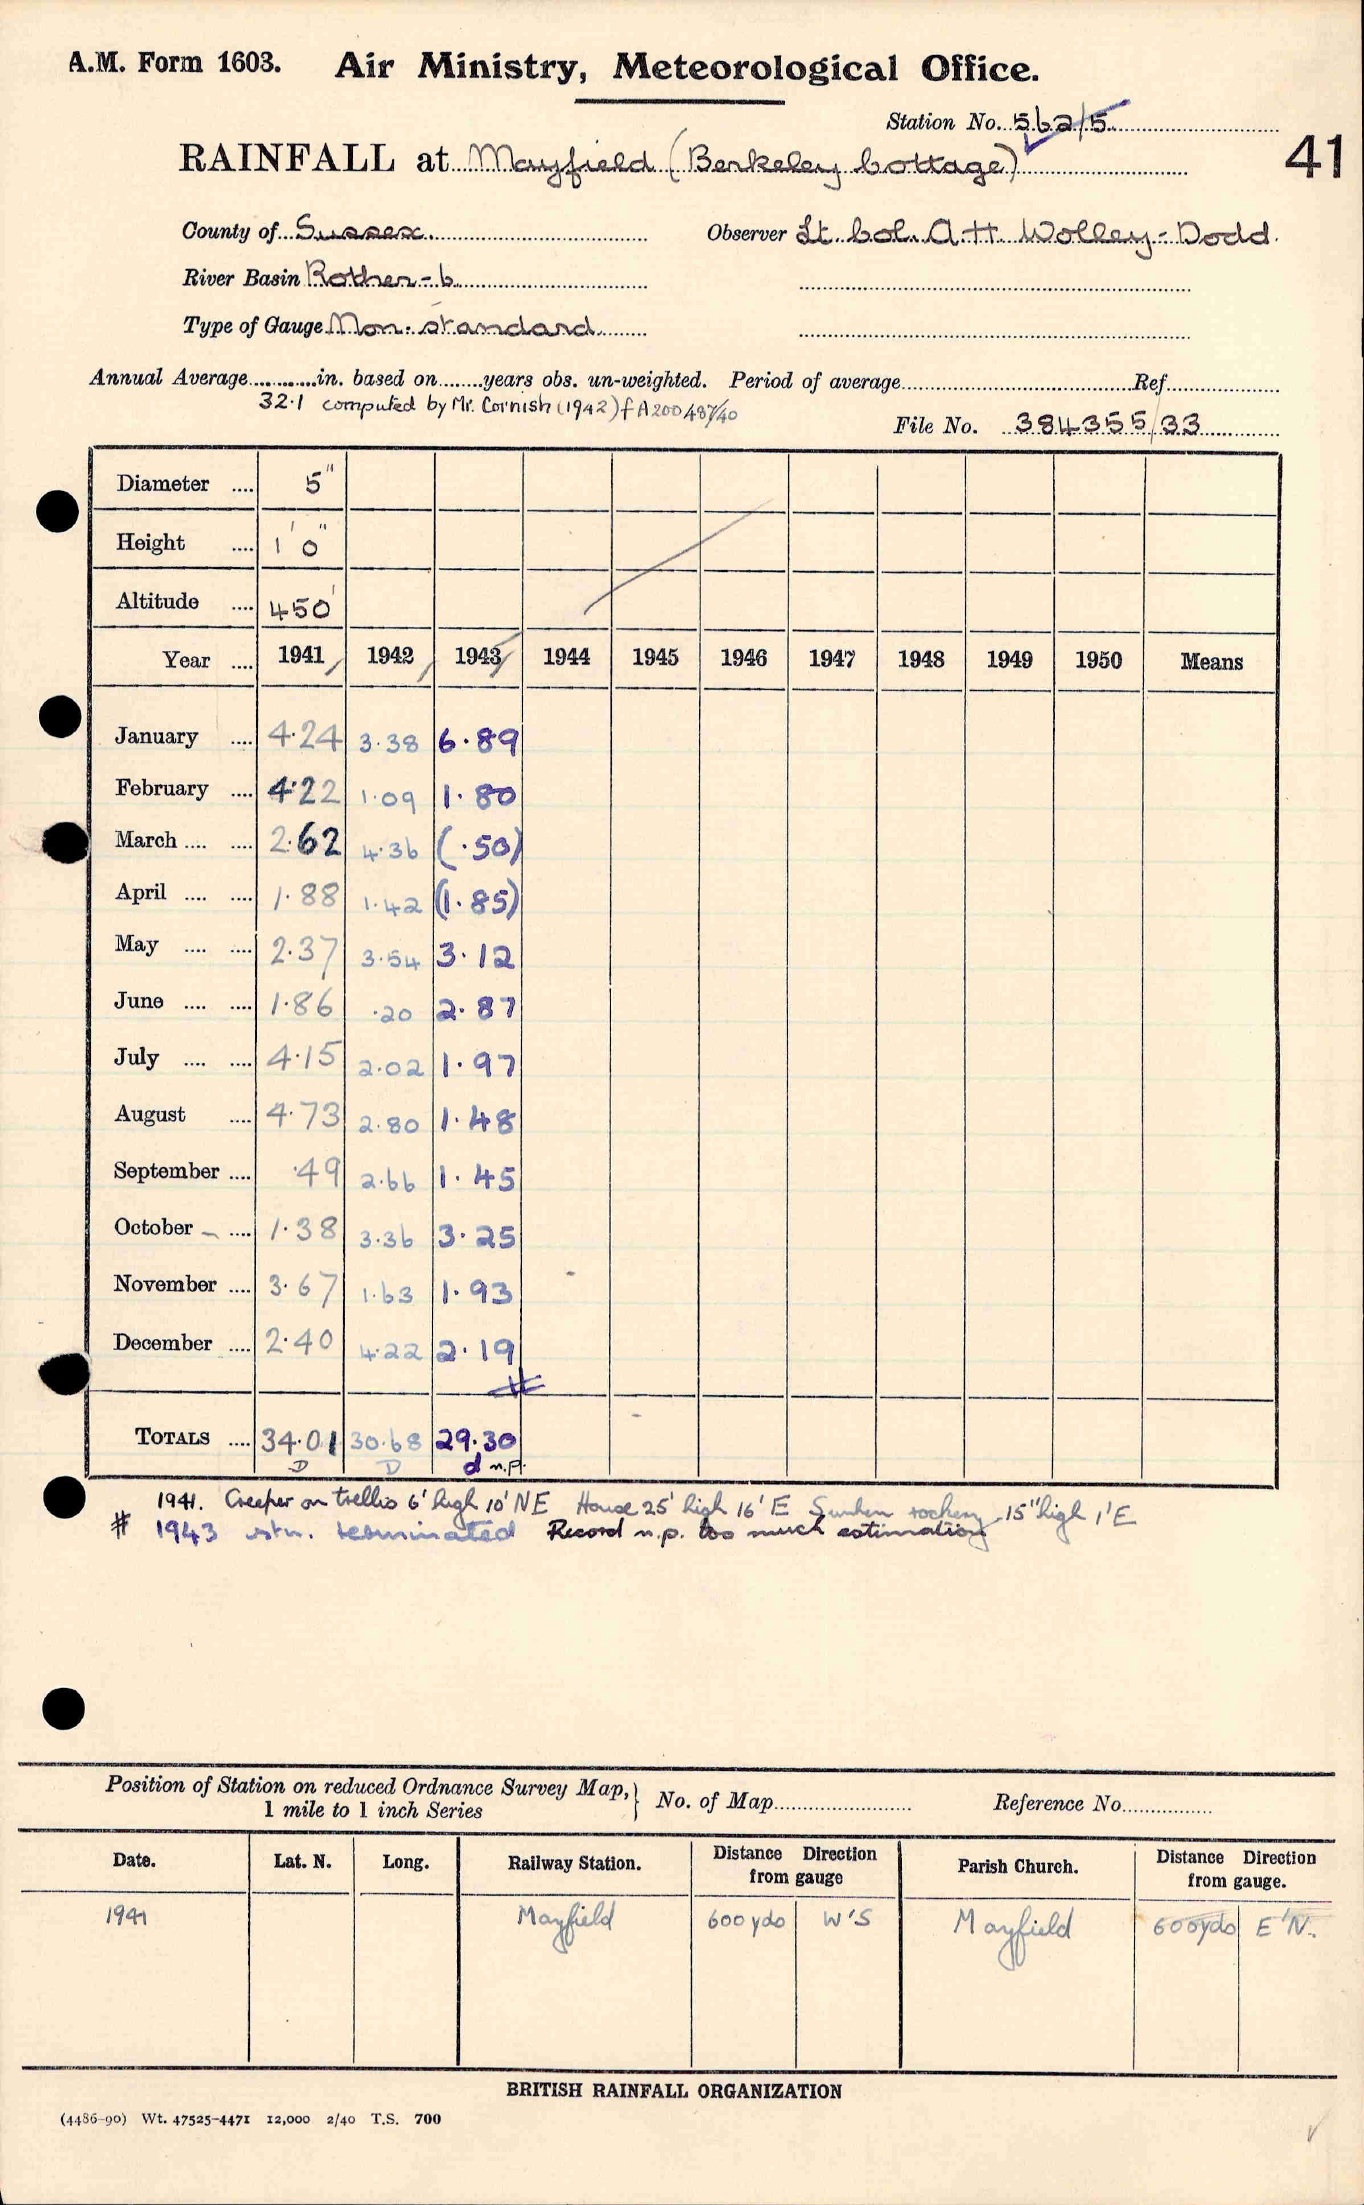 A.M. Form 1603. Air Ministry, Meteorological Office.
Station No. 562/5
RAINFALL at Mayfield (Berkeley Cottage)
41
County of Sussex Observer Lt. Col. A.H. Wolley-Dodd.
River Basin Rother-6
Type of Gauge Non-standard
Annual Average............in. based on........years obs. un-weighted. Period of average........Ref........
32.1 computed by Mr. Cornish (1942) f A200487/40
File No. 384355/33
Diameter .... 5"
Height .... 1' 0"
Altitude .... 450'
Year .... 1941 1942 1943 1944 1945 1946 1947 1948 1949 1950 Means
January .... 4.24 3.38 6.89
February .... 4.22 1.09 1.80
March .... .... 2.62 4.36 (.50)
April .... .... 1.88 1.42 (1.85)
May .... .... 2.37 3.54 3.12
June .... .... 1.86 .20 2.87
July .... .... 4.15 2.02 1.97
August .... 4.73 2.80 1.48
September .... .49 2.66 1.45
October .... 1.38 3.36 3.25
November .... 3.67 1.63 1.93
December .... 2.40 4.22 2.19
#
TOTALS .... 34.01 30.68 29.30
D D d n.p.
1941. Creeper on trellis 6' high 10' NE House 25' high 16' E Sunken rockery 15" high 1' E
# 1943 stn. terminated Record n.p. too much estimation
Position of Station on reduced Ordnance Survey Map, } No. of Map........ Reference No........
1 mile to 1 inch Series
Date. Lat. N. Long. Railway Station. Distance Direction from gauge Parish Church. Distance Direction from gauge.
1941 Mayfield 600 yds W'S Mayfield 600 yds E'N.
BRITISH RAINFALL ORGANIZATION
(4486-90) Wt. 47525-4471 12,000 2/40 T.S. 700